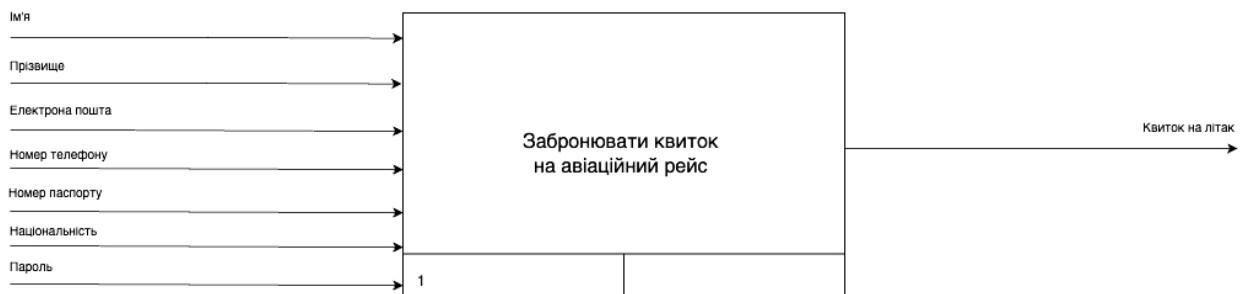 Ім'я
Прізвище
Електрона пошта
Номер телефону
Номер паспорту
Національність
Пароль
Забронювати квиток
на авіаційний рейс
1
Квиток на літак